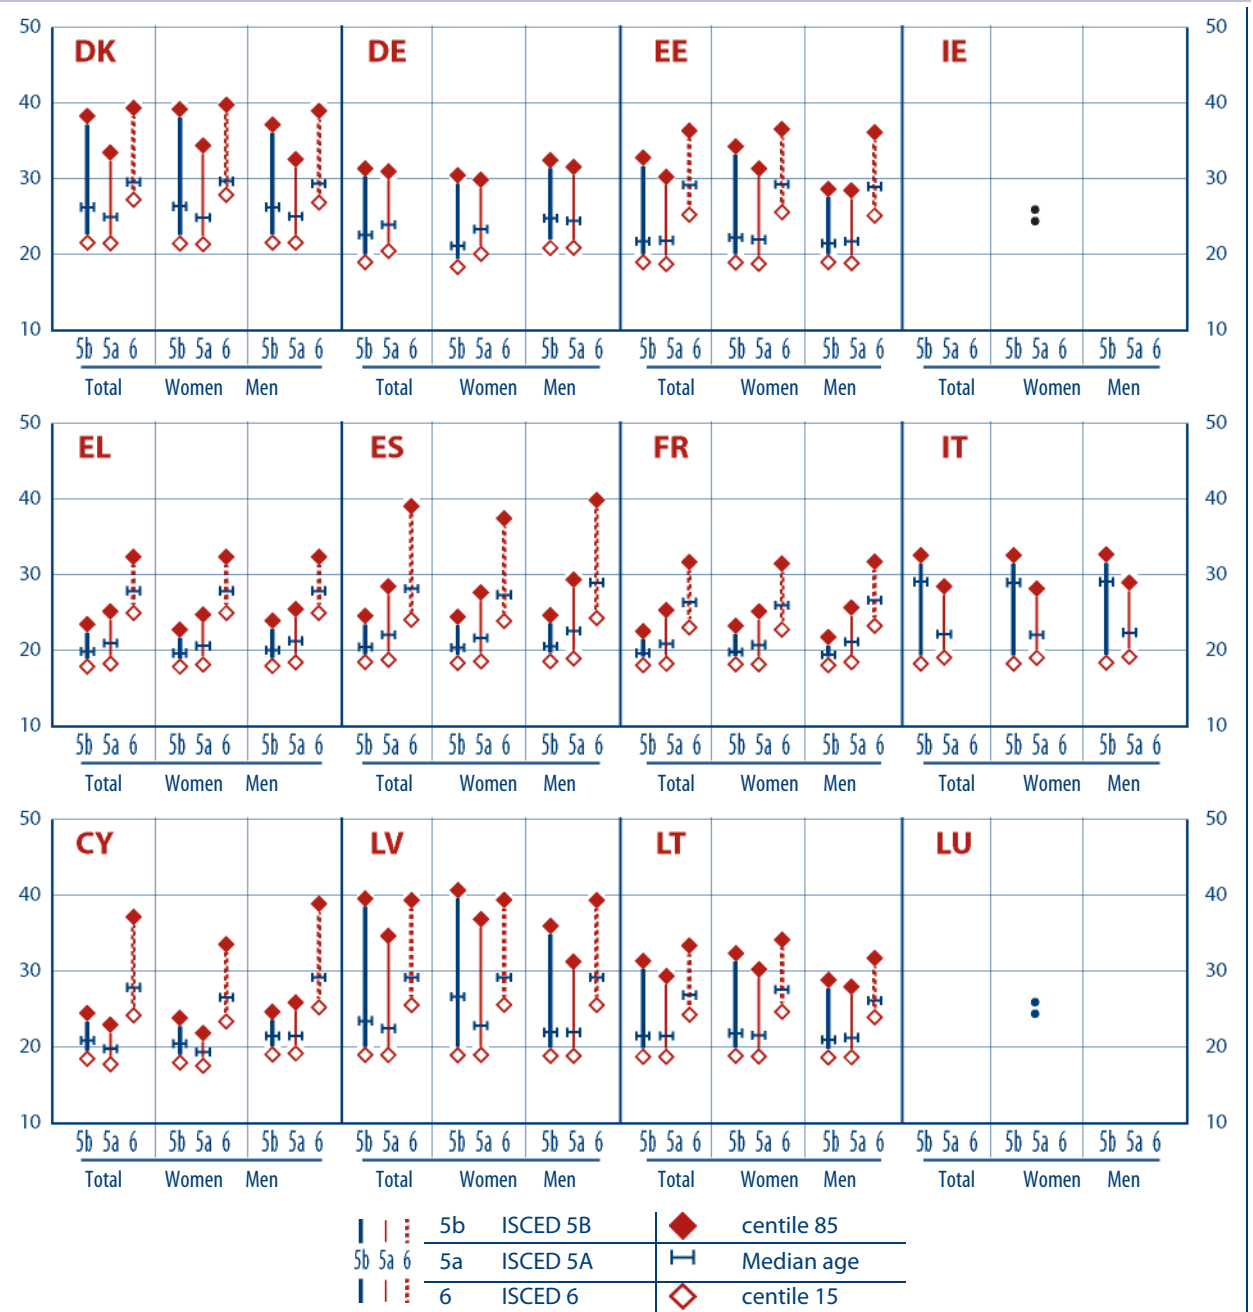 50 DK DE EE IE 50
40 40
30 30
20 20
10 10
5b 5a 6 5b 5a 6 5b 5a 6 5b 5a 6 5b 5a 6 5b 5a 6 5b 5a 6 5b 5a 6 5b 5a 6 5b 5a 6 5b 5a 6 5b 5a 6
Total Women Men Total Women Men Total Women Men Total Women Men
50 EL ES FR IT 50
40 40
30 30
20 20
10 10
5b 5a 6 5b 5a 6 5b 5a 6 5b 5a 6 5b 5a 6 5b 5a 6 5b 5a 6 5b 5a 6 5b 5a 6 5b 5a 6 5b 5a 6 5b 5a 6
Total Women Men Total Women Men Total Women Men Total Women Men
50 CY LV LT LU 50
40 40
30 30
20 20
10 10
5b 5a 6 5b 5a 6 5b 5a 6 5b 5a 6 5b 5a 6 5b 5a 6 5b 5a 6 5b 5a 6 5b 5a 6 5b 5a 6 5b 5a 6 5b 5a 6
Total Women Men Total Women Men Total Women Men Total Women Men
5b ISCED 5B centile 85
5b 5a 6 5a ISCED 5A Median age
6 ISCED 6 centile 15